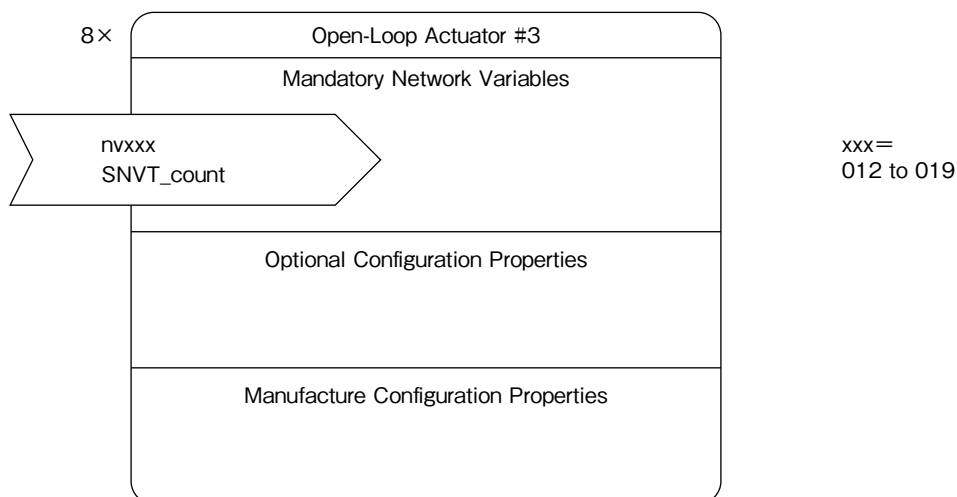 8×
Open-Loop Actuator #3
Mandatory Network Variables
nvxxx
SNVT_count
xxx=
012 to 019
Optional Configuration Properties
Manufacture Configuration Properties